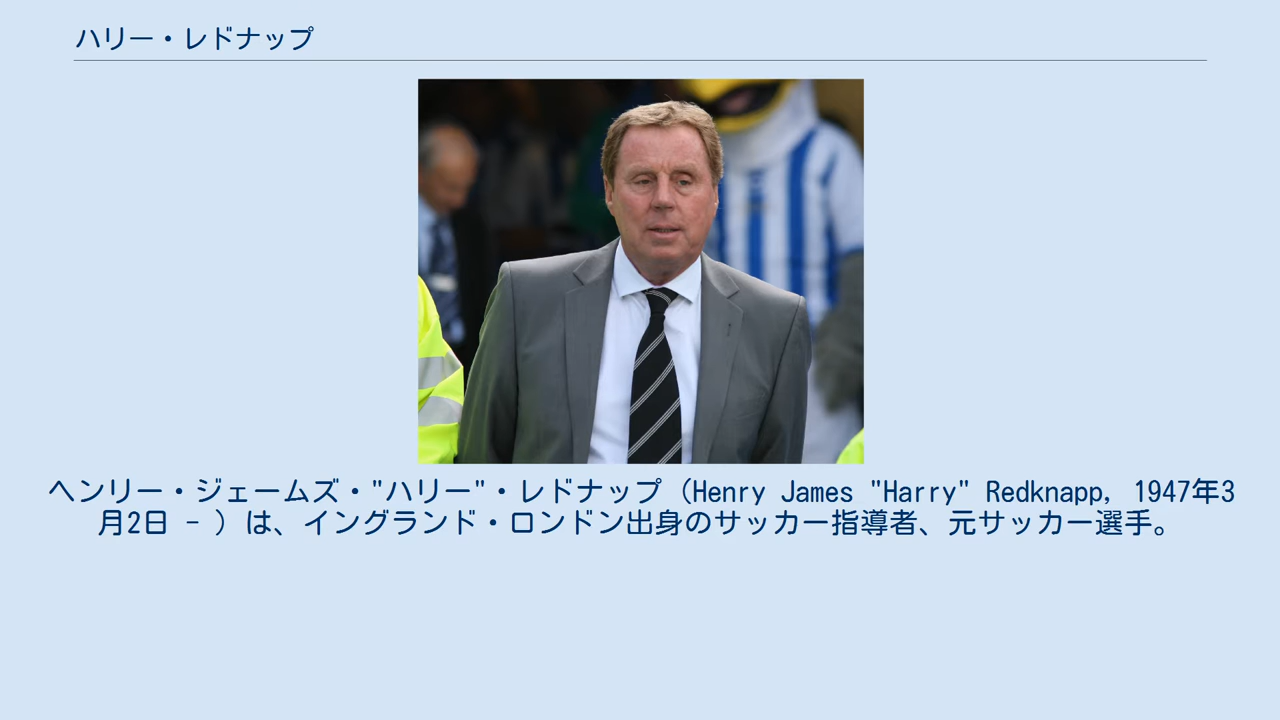 ハリー・レドナップ
ヘンリー・ジェームズ・"ハリー"・レドナップ（Henry James "Harry" Redknapp, 1947年3
月2日 - ）は、イングランド・ロンドン出身のサッカー指導者、元サッカー選手。